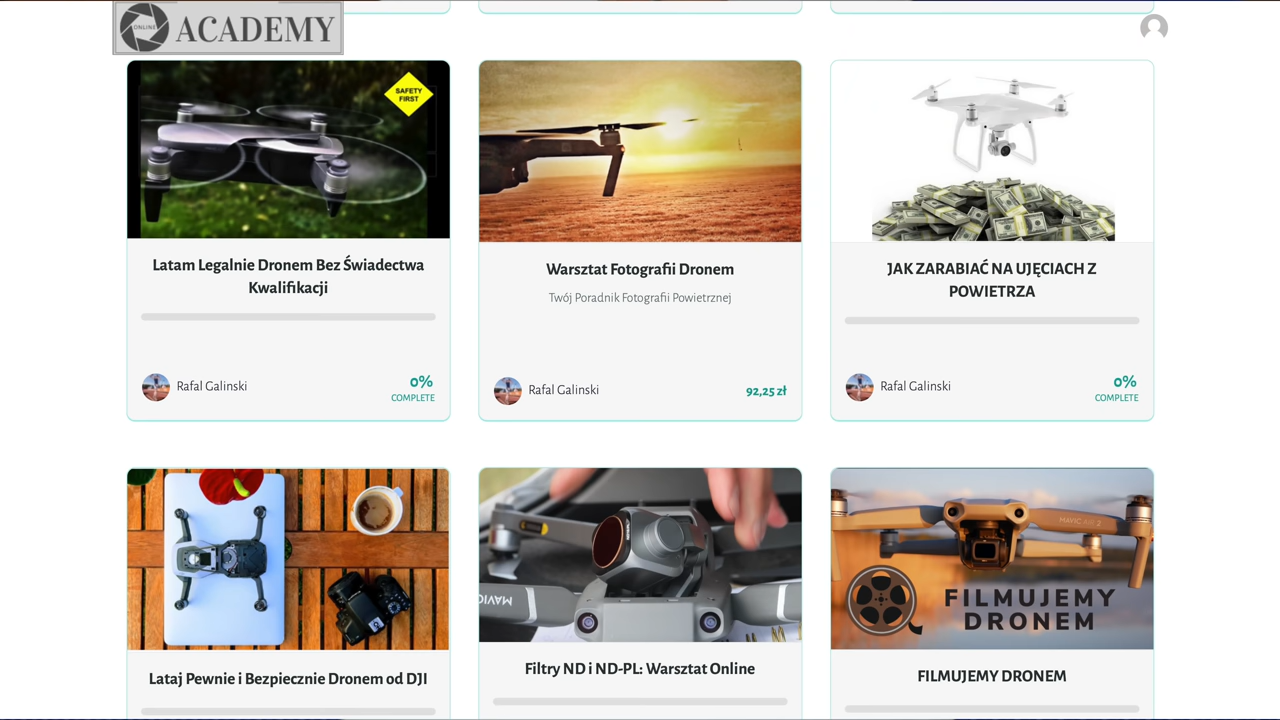 ONLINE
ACADEMY
SAFETY
FIRST
Latam Legalnie Dronem Bez Świadectwa
Kwalifikacji
Rafal Galinski
0%
COMPLETE
Warsztat Fotografii Dronem
Twój Poradnik Fotografii Powietrznej
Rafal Galinski
92,25 zł
JAK ZARABIAĆ NA UJĘCIACH Z
POWIETRZA
Rafal Galinski
0%
COMPLETE
Lataj Pewnie i Bezpiecznie Dronem od DJI
MAVIC
Filtry ND i ND-PL: Warsztat Online
MAVIC AIR 2
FILMUJEMY
DRONEM
FILMUJEMY DRONEM